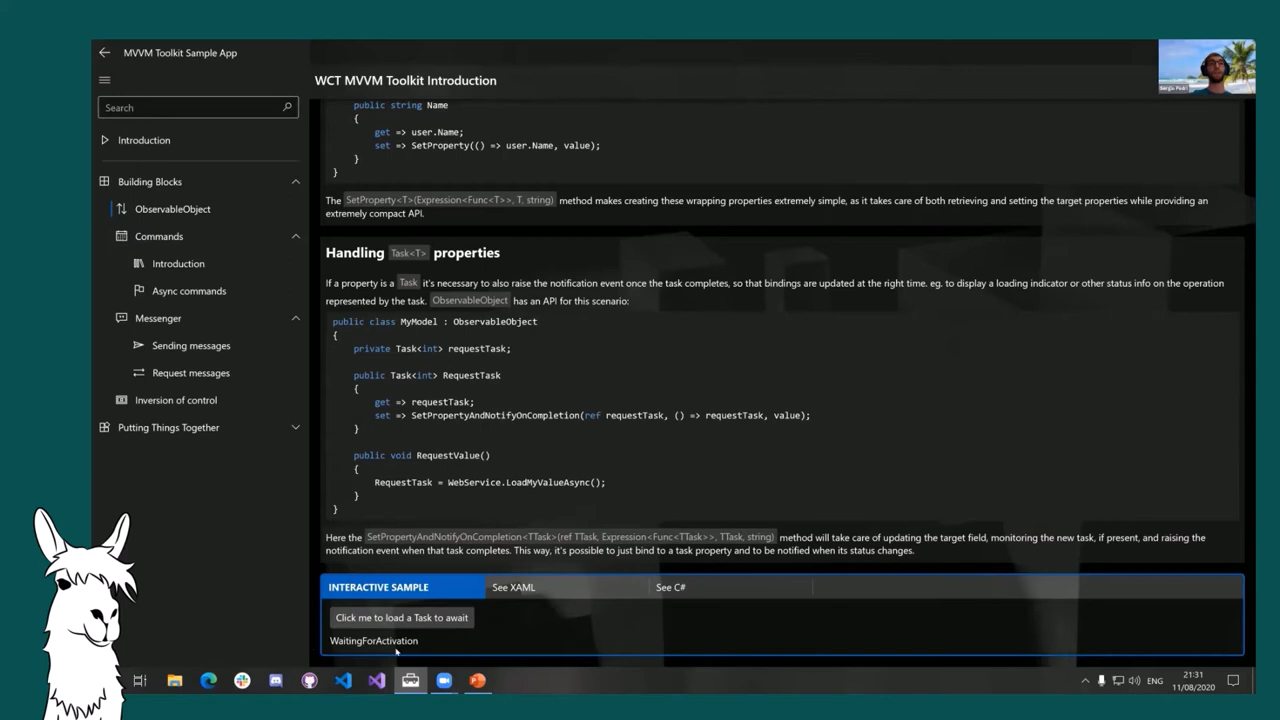 MVVM Toolkit Sample App
Search
Introduction
Building Blocks
ObservableObject
Commands
Introduction
Async commands
Messenger
Sending messages
Request messages
Inversion of control
Putting Things Together
WCT MVVM Toolkit Introduction
Sergio Pedri
public string Name
{
get => user.Name;
set => SetProperty(() => user.Name, value);
}
}
The SetProperty<T>(Expression<Func<T>>, T, string) method makes creating these wrapping properties extremely simple, as it takes care of both retrieving and setting the target properties while providing an
extremely compact API.
Handling Task<T> properties
If a property is a Task it's necessary to also raise the notification event once the task completes, so that bindings are updated at the right time. eg. to display a loading indicator or other status info on the operation
represented by the task. ObservableObject has an API for this scenario:
public class MyModel : ObservableObject
{
private Task<int> requestTask;
public Task<int> RequestTask
{
get => requestTask;
set => SetPropertyAndNotifyOnCompletion(ref requestTask, () => requestTask, value);
}
public void RequestValue()
{
RequestTask = WebService.LoadMyValueAsync();
}
}
Here the SetPropertyAndNotifyOnCompletion<TTask>(ref TTask, Expression<Func<TTask>>, TTask, string) method will take care of updating the target field, monitoring the new task, if present, and raising the
notification event when that task completes. This way, it's possible to just bind to a task property and to be notified when its status changes.
INTERACTIVE SAMPLE See XAML See C#
Click me to load a Task to await
WaitingForActivation
ENG
21:31
11/08/2020